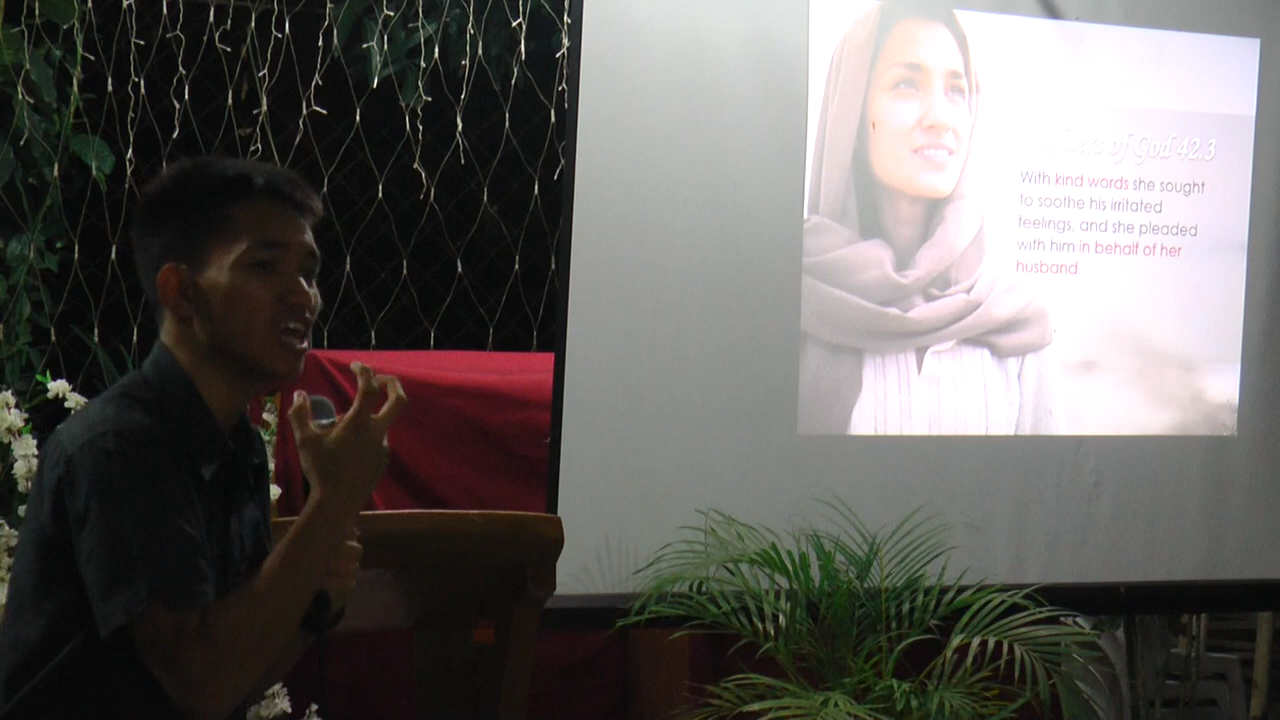 of God 42.3
With kind words she sought
to soothe his irritated
feelings, and she pleaded
with him in behalf of her
husband